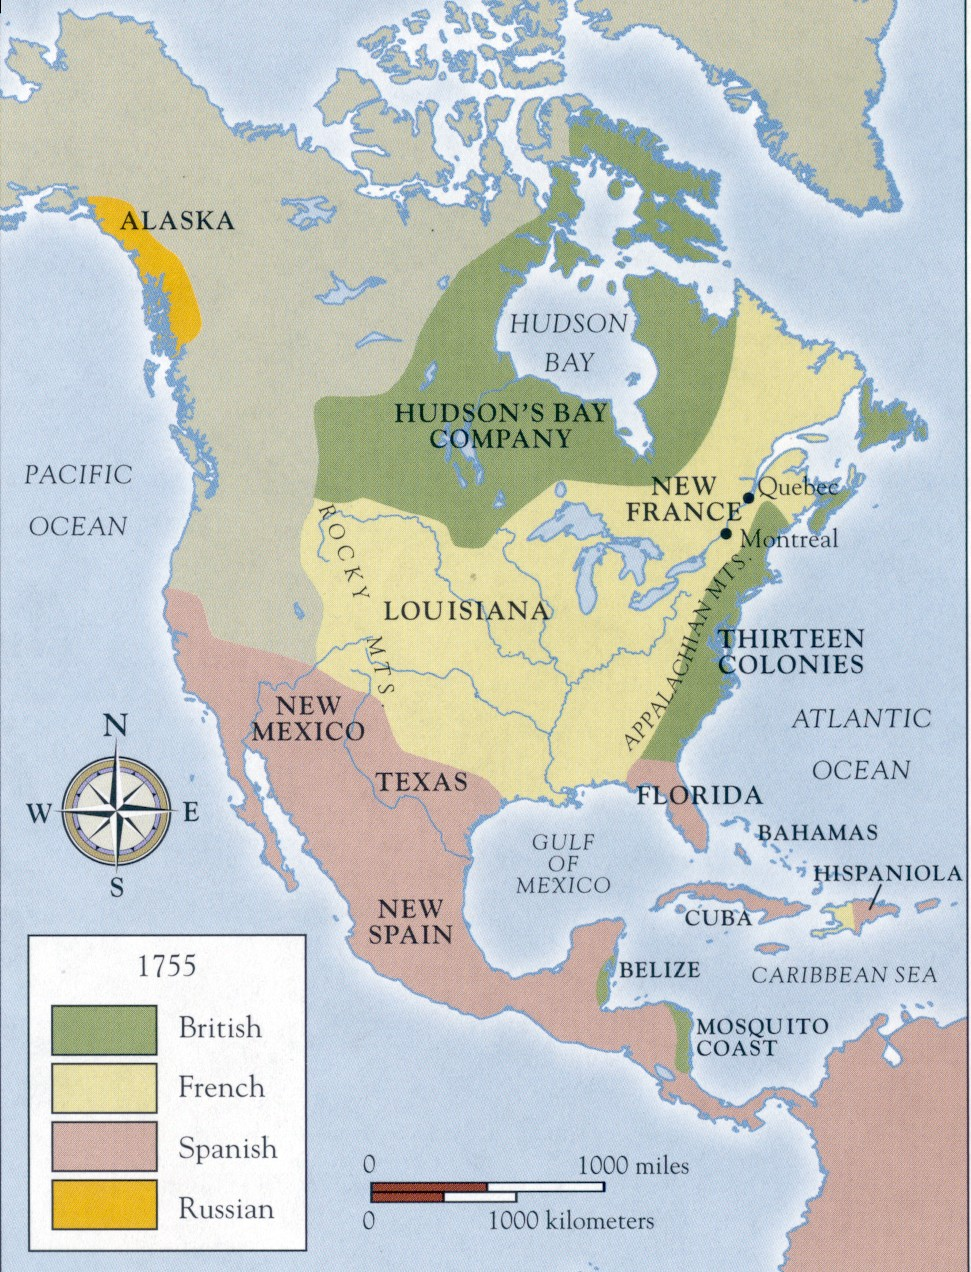 ALASKA
HUDSON
BAY
HUDSON'S BAY
COMPANY
PACIFIC
OCEAN
NEW
FRANCE
Quebec
Montreal
ROCKY MTS.
LOUISIANA
APPALACHIAN MTS.
THIRTEEN
COLONIES
NEW
MEXICO
ATLANTIC
OCEAN
TEXAS
FLORIDA
N
W
E
S
BAHAMAS
GULF
OF
MEXICO
HISPANIOLA
CUBA
NEW
SPAIN
BELIZE
CARIBBEAN SEA
MOSQUITO
COAST
1755
British
French
Spanish
Russian
0 1000 miles
0 1000 kilometers